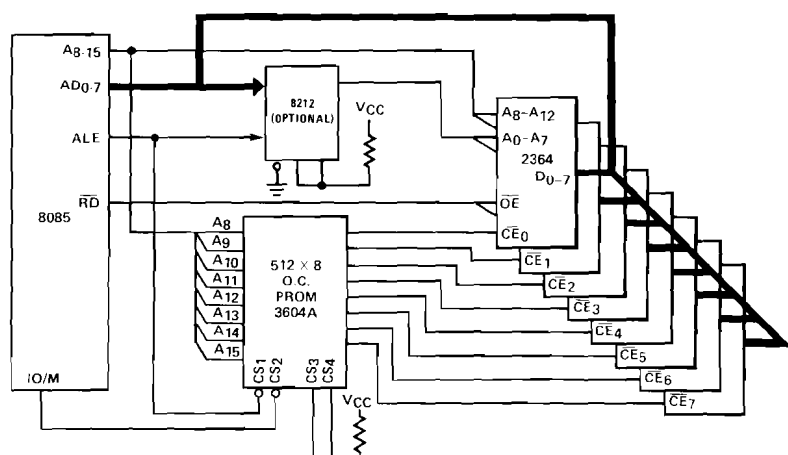 A8-15
AD0-7
ALE
RD
8085
IO/M
8212
(OPTIONAL)
VCC
A8-A12
A0-A7
2364
D0-7
OE
CE0
CE1
CE2
CE3
CE4
CE5
CE6
CE7
A8
A9
A10
A11
A12
A13
A14
A15
512 X 8
O.C.
PROM
3604A
CS1
CS2
CS3
CS4
VCC